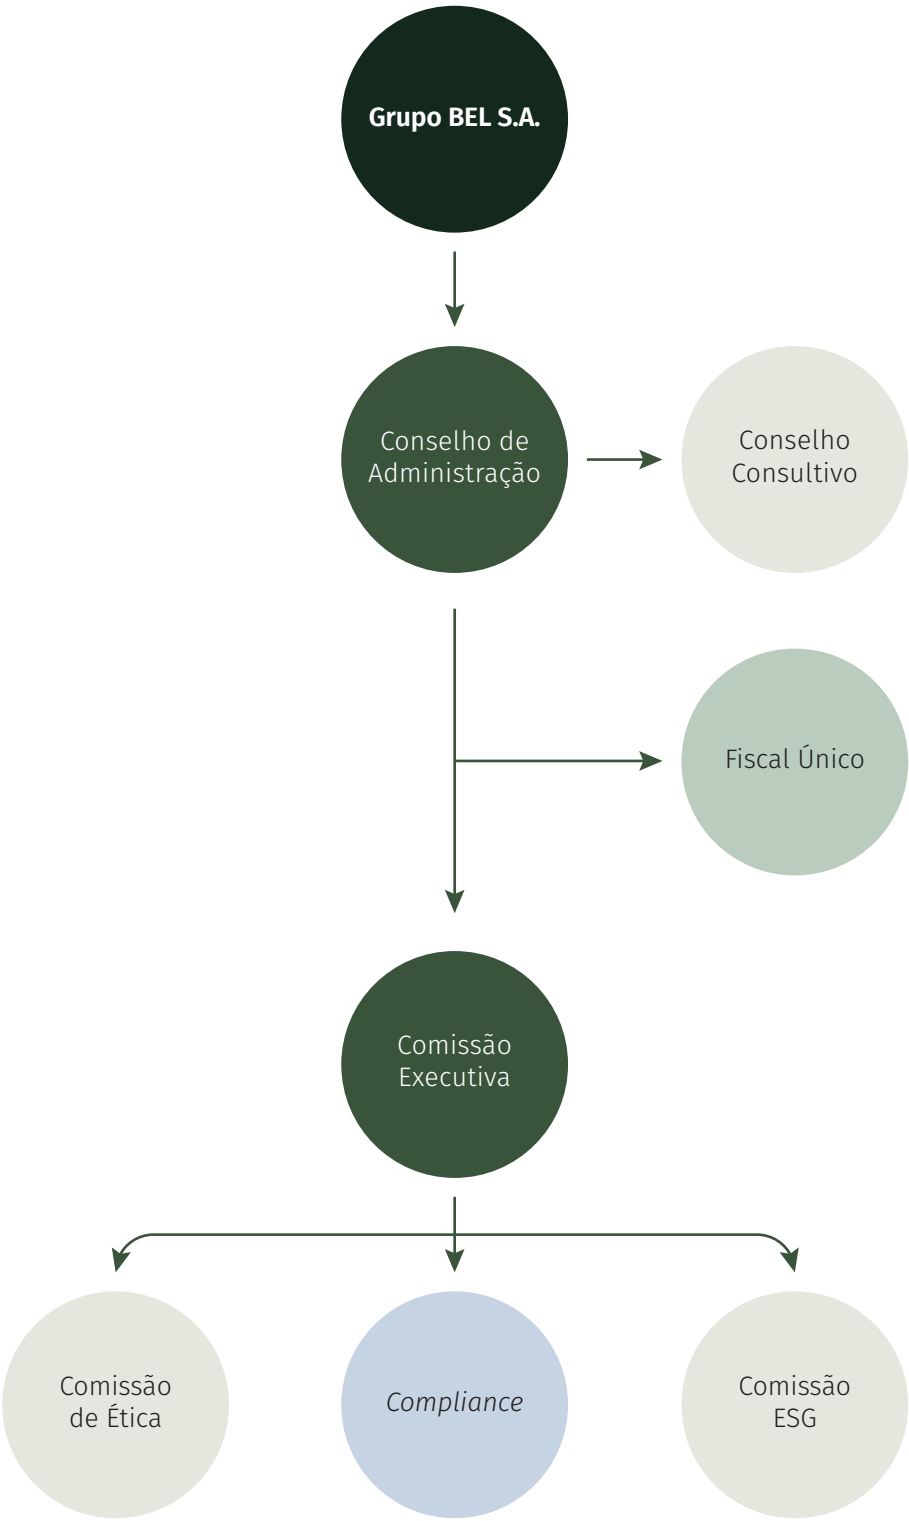 Grupo BEL S.A.
Conselho de
Administração
Conselho
Consultivo
Fiscal Único
Comissão
Executiva
Comissão
de Ética
Compliance
Comissão
ESG